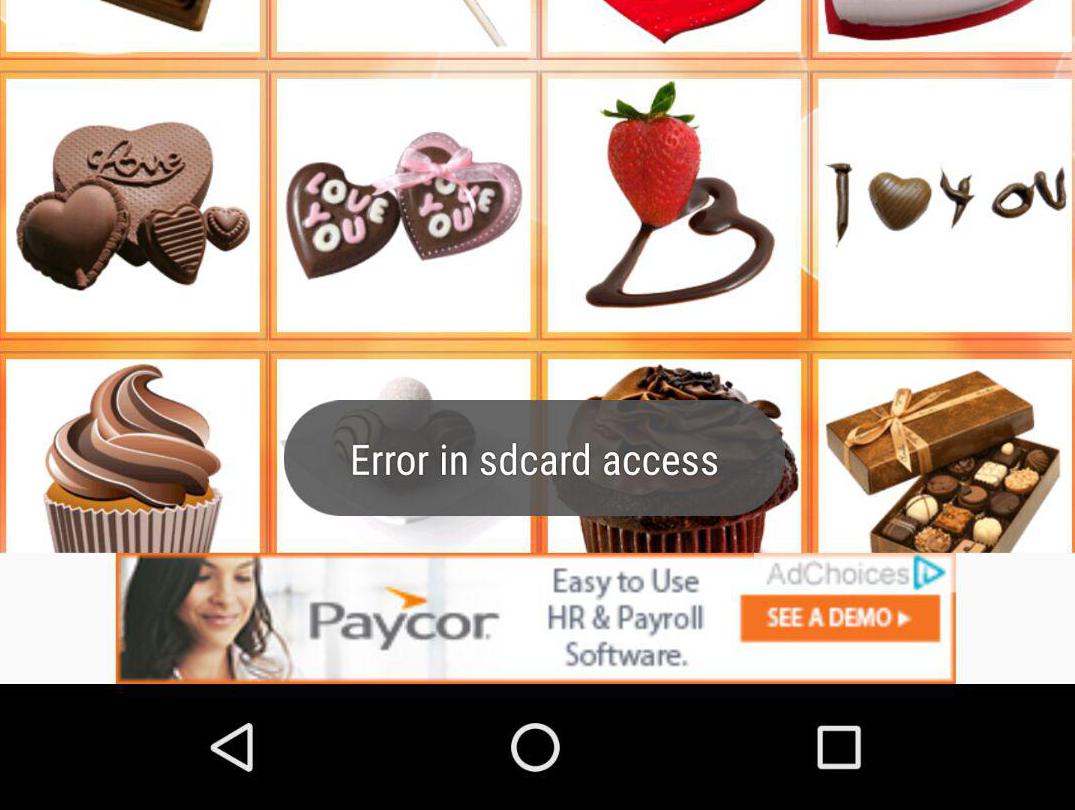 Love
LOVE
YOU
LOVE
YOU
I YOU
Error in sdcard access
Paycor
Easy to Use
HR & Payroll
Software.
AdChoices
SEE A DEMO